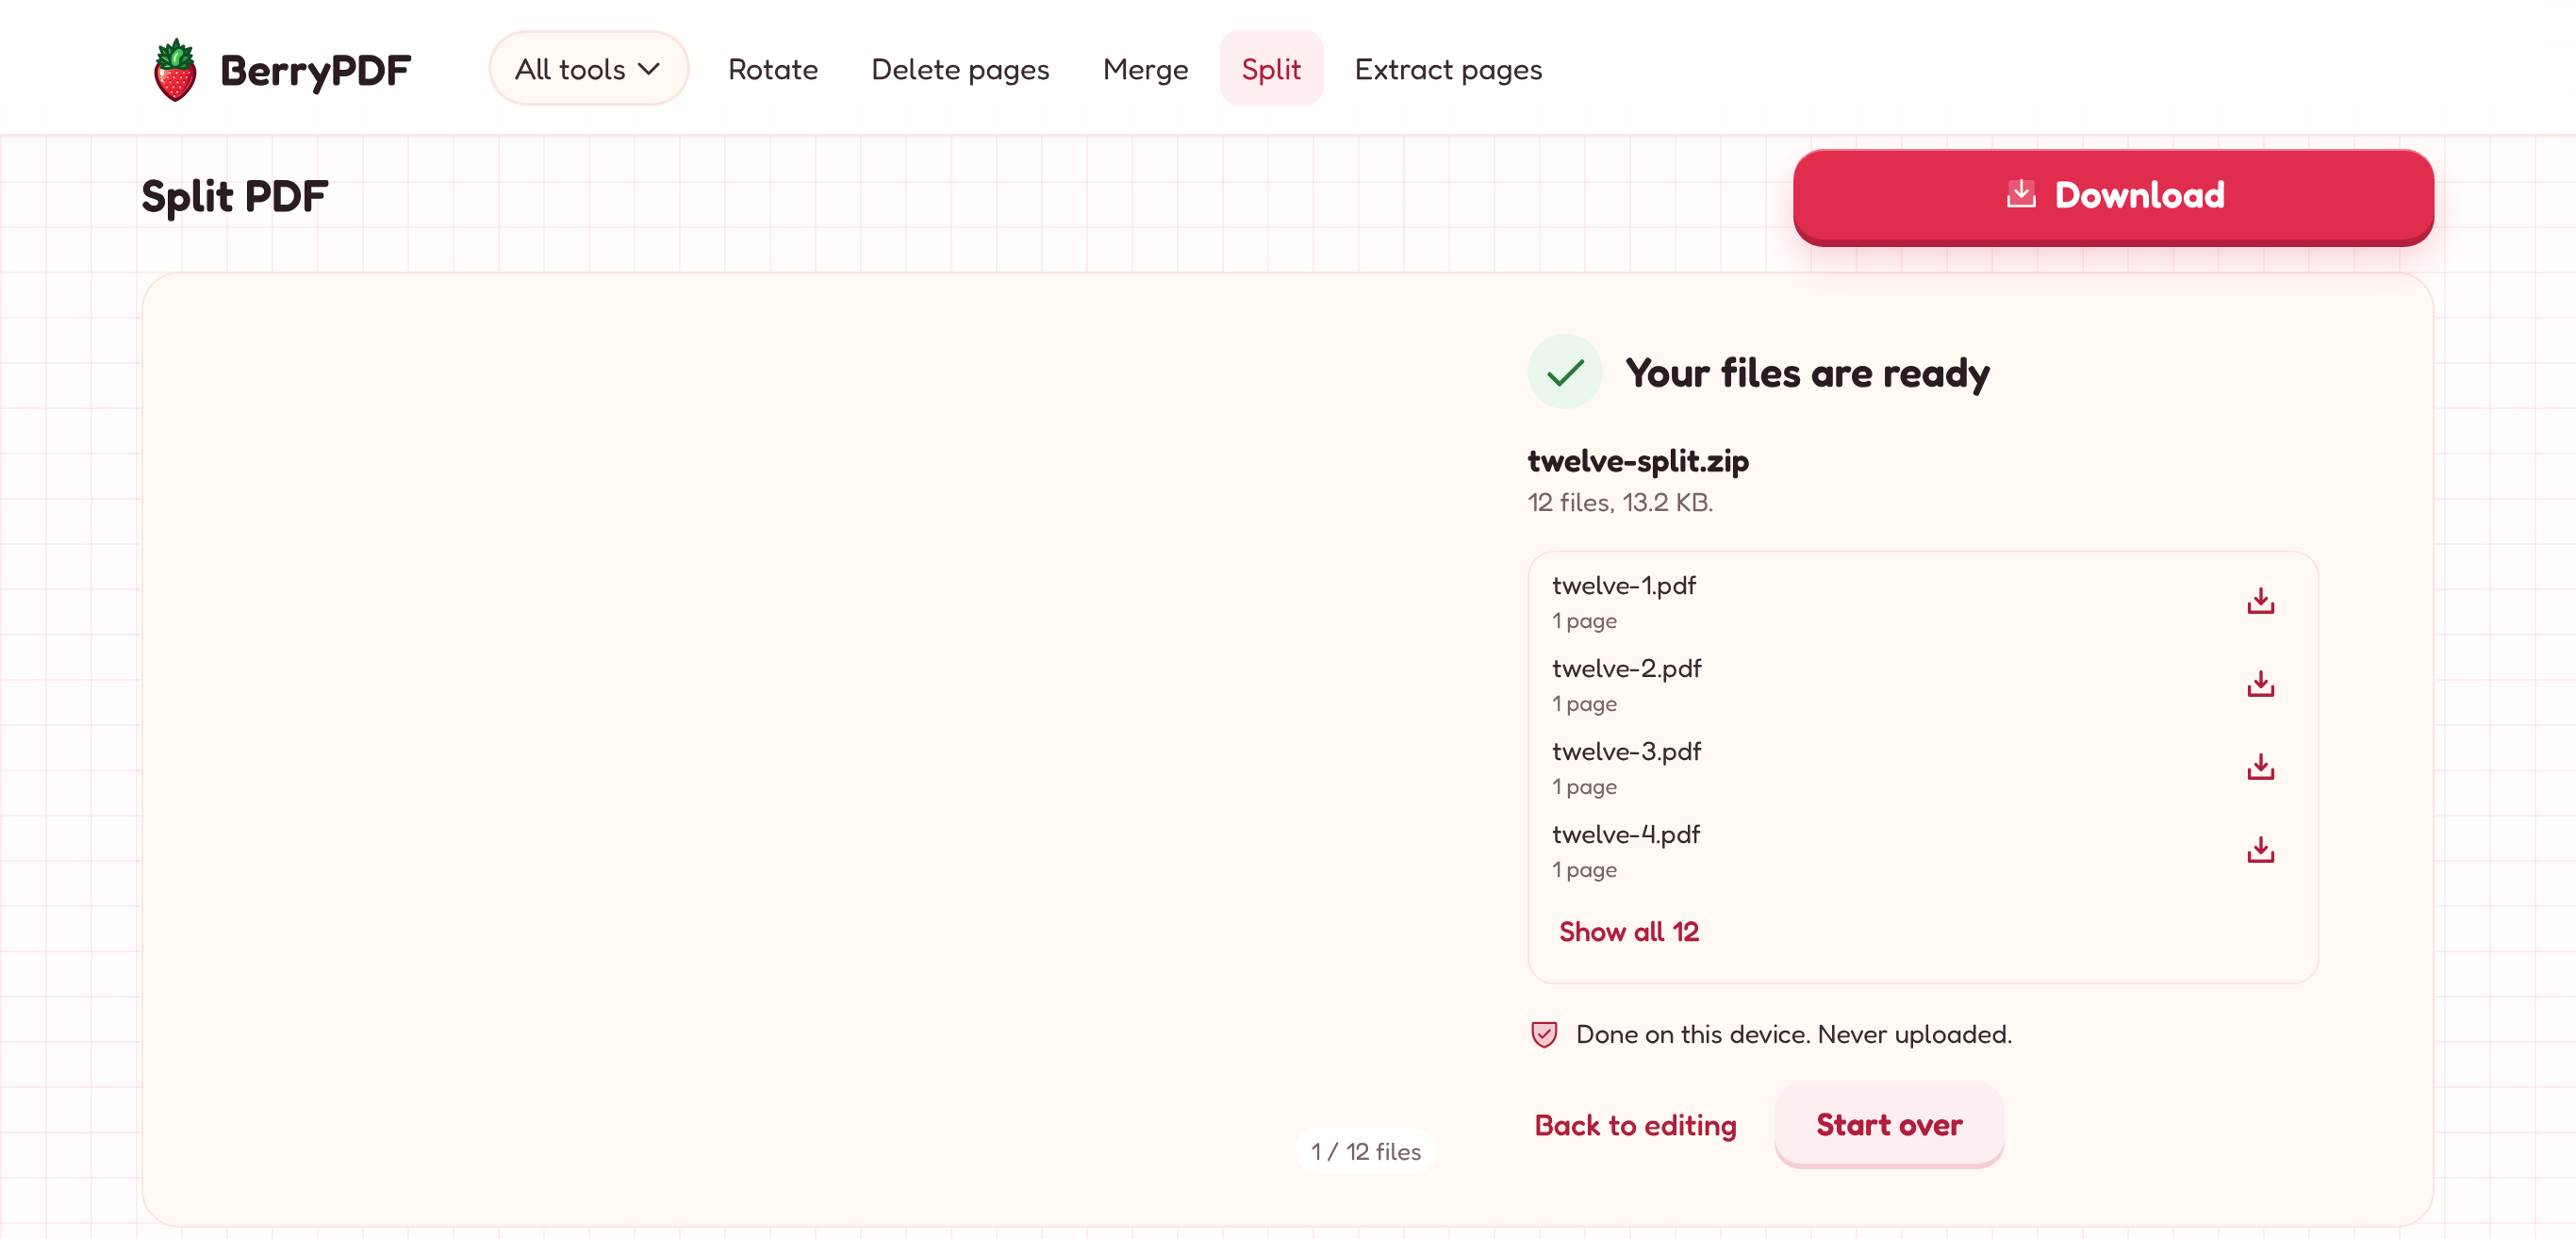 BerryPDF
All tools
Rotate
Delete pages
Merge
Split
Extract pages
Split PDF
Download
Your files are ready
twelve-split.zip
12 files, 13.2 KB.
twelve-1.pdf
1 page
twelve-2.pdf
1 page
twelve-3.pdf
1 page
twelve-4.pdf
1 page
Show all 12
Done on this device. Never uploaded.
Back to editing
Start over
1 / 12 files